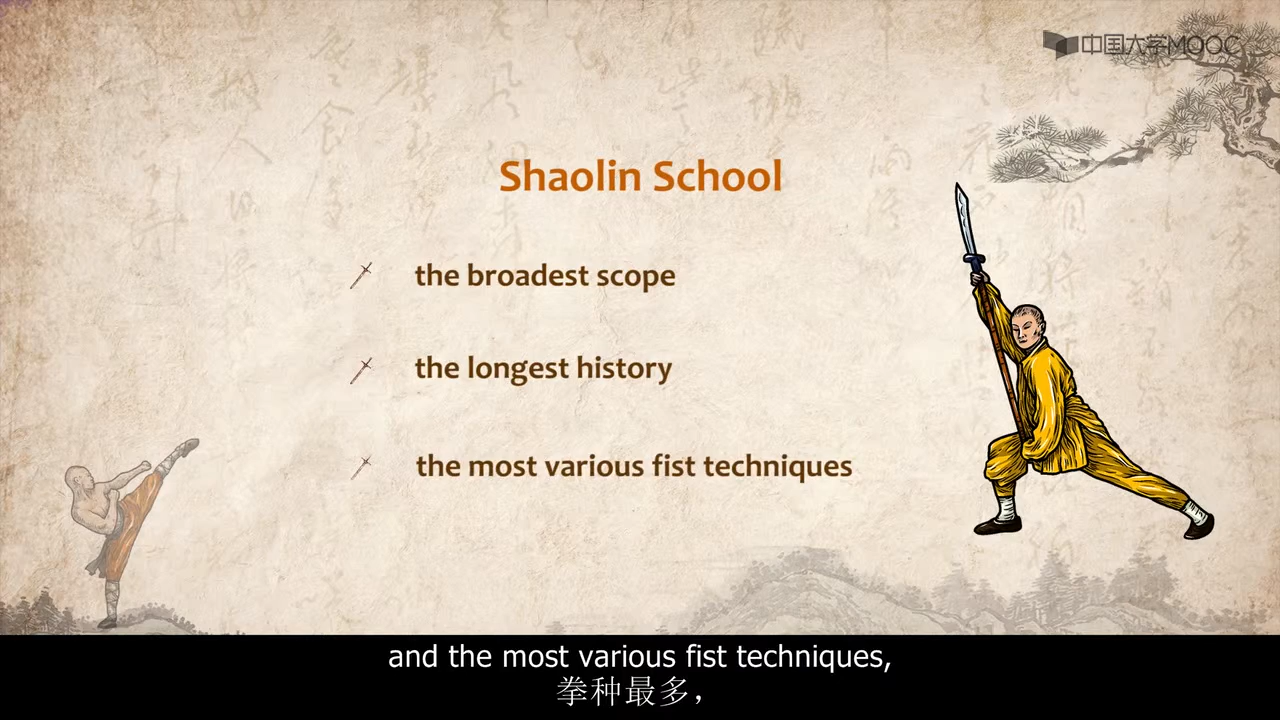 中国大学MOOC
Shaolin School
the broadest scope
the longest history
the most various fist techniques
and the most various fist techniques,
拳种最多，